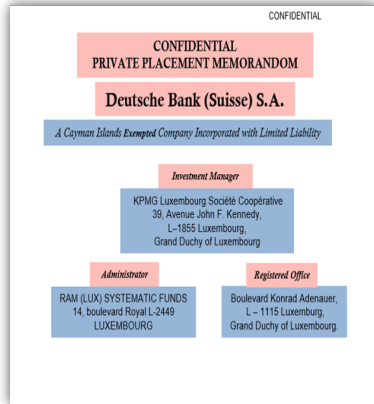 CONFIDENTIAL
CONFIDENTIAL
PRIVATE PLACEMENT MEMORANDOM
Deutsche Bank (Suisse) S.A.
A Cayman Islands Exempted Company Incorporated with Limited Liability
Investment Manager
KPMG Luxembourg Société Coopérative
39, Avenue John F. Kennedy,
L–1855 Luxembourg,
Grand Duchy of Luxembourg
Administrator
RAM (LUX) SYSTEMATIC FUNDS
14, boulevard Royal L-2449
LUXEMBOURG
Registered Office
Boulevard Konrad Adenauer,
L – 1115 Luxemburg,
Grand Duchy of Luxembourg.